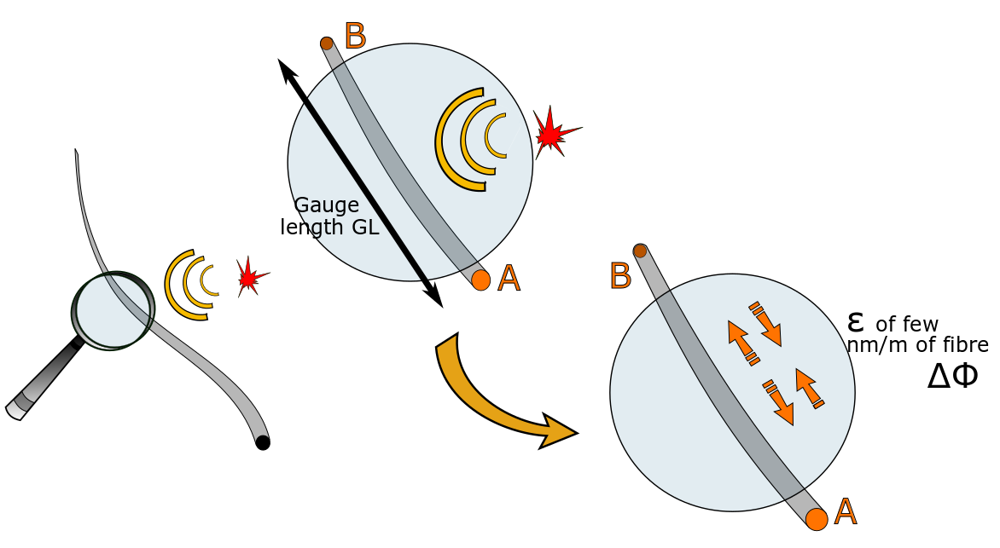 B
Gauge
length GL
A
B
ε of few
nm/m of fibre
ΔΦ
A